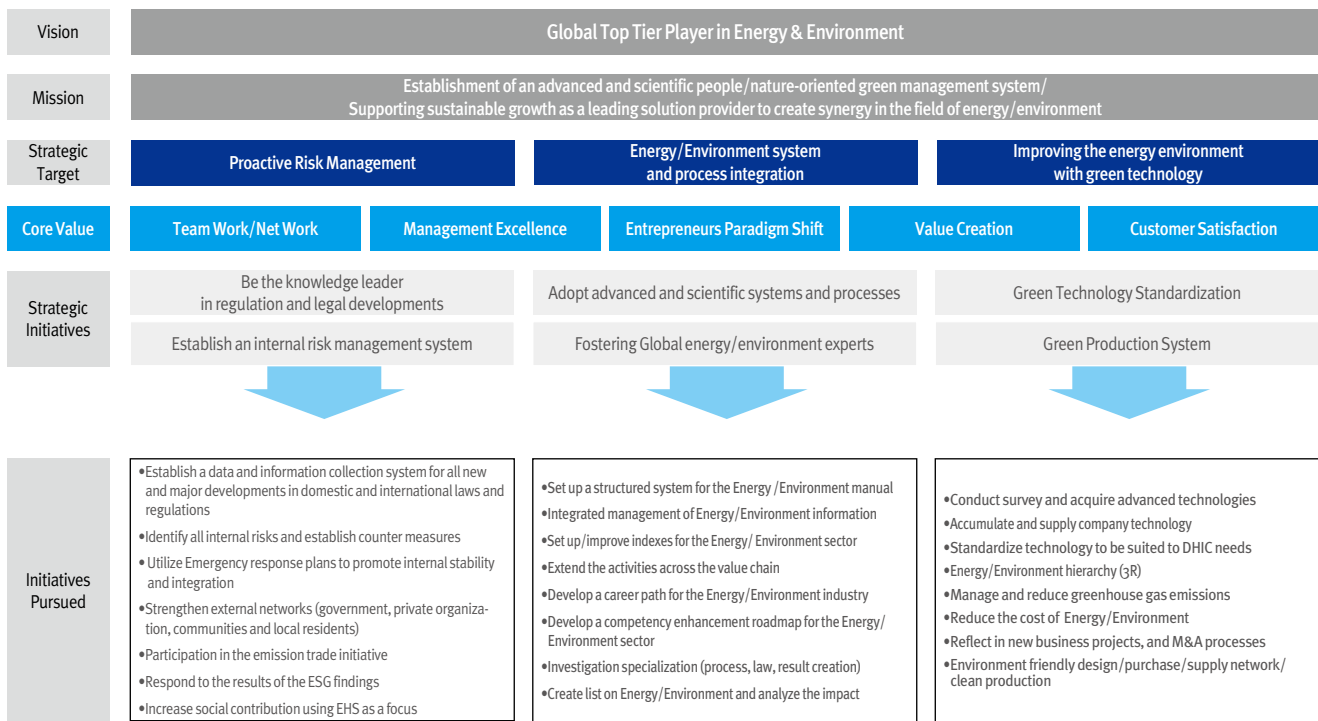 Vision
Global Top Tier Player in Energy & Environment
Mission
Establishment of an advanced and scientific people/nature-oriented green management system/
Supporting sustainable growth as a leading solution provider to create synergy in the field of energy/environment
Strategic
Target
Proactive Risk Management
Energy/Environment system
and process integration
Improving the energy environment
with green technology
Core Value
Team Work/Net Work
Management Excellence
Entrepreneurs Paradigm Shift
Value Creation
Customer Satisfaction
Strategic
Initiatives
Be the knowledge leader
in regulation and legal developments
Adopt advanced and scientific systems and processes
Green Technology Standardization
Establish an internal risk management system
Fostering Global energy/environment experts
Green Production System
Initiatives
Pursued
•Establish a data and information collection system for all new
and major developments in domestic and international laws and
regulations
•Identify all internal risks and establish counter measures
• Utilize Emergency response plans to promote internal stability
and integration
•Strengthen external networks (government, private organiza-
tion, communities and local residents)
•Participation in the emission trade initiative
•Respond to the results of the ESG findings
•Increase social contribution using EHS as a focus
•Set up a structured system for the Energy /Environment manual
•Integrated management of Energy/Environment information
•Set up/improve indexes for the Energy/ Environment sector
•Extend the activities across the value chain
•Develop a career path for the Energy/Environment industry
•Develop a competency enhancement roadmap for the Energy/
Environment sector
•Investigation specialization (process, law, result creation)
•Create list on Energy/Environment and analyze the impact
•Conduct survey and acquire advanced technologies
•Accumulate and supply company technology
•Standardize technology to be suited to DHIC needs
•Energy/Environment hierarchy (3R)
•Manage and reduce greenhouse gas emissions
•Reduce the cost of Energy/Environment
•Reflect in new business projects, and M&A processes
•Environment friendly design/purchase/supply network/
clean production